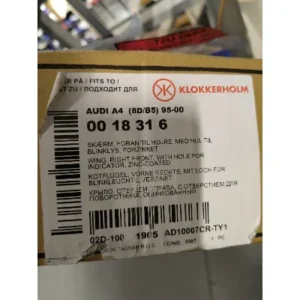 PÅ / FITS TO /
ZU / ПОДХОДИТ ДЛЯ
KLOKKERHOLM
AUDI A4 (8D/B5) 95-00
00 18 31 6
SKÆRM, FORAN TIL HØJRE, MED HUL TIL
BLINKLYS, FORZINKET
WING, RIGHT FRONT, WITH HOLE FOR
INDICATOR, ZINC-COATED
KOTFLÜGEL, VORNE RECHTS, MIT LOCH FÜR
BLINKLEUCHTE, VERZINKT
КРЫЛО, СПЕРЕДИ СПРАВА, С ОТВЕРСТИЕМ ДЛЯ
ПОВОРОТНИКА, ОЦИНКОВАННЫЙ
02D-100 1905 AD10007CR-TY1
1 PC